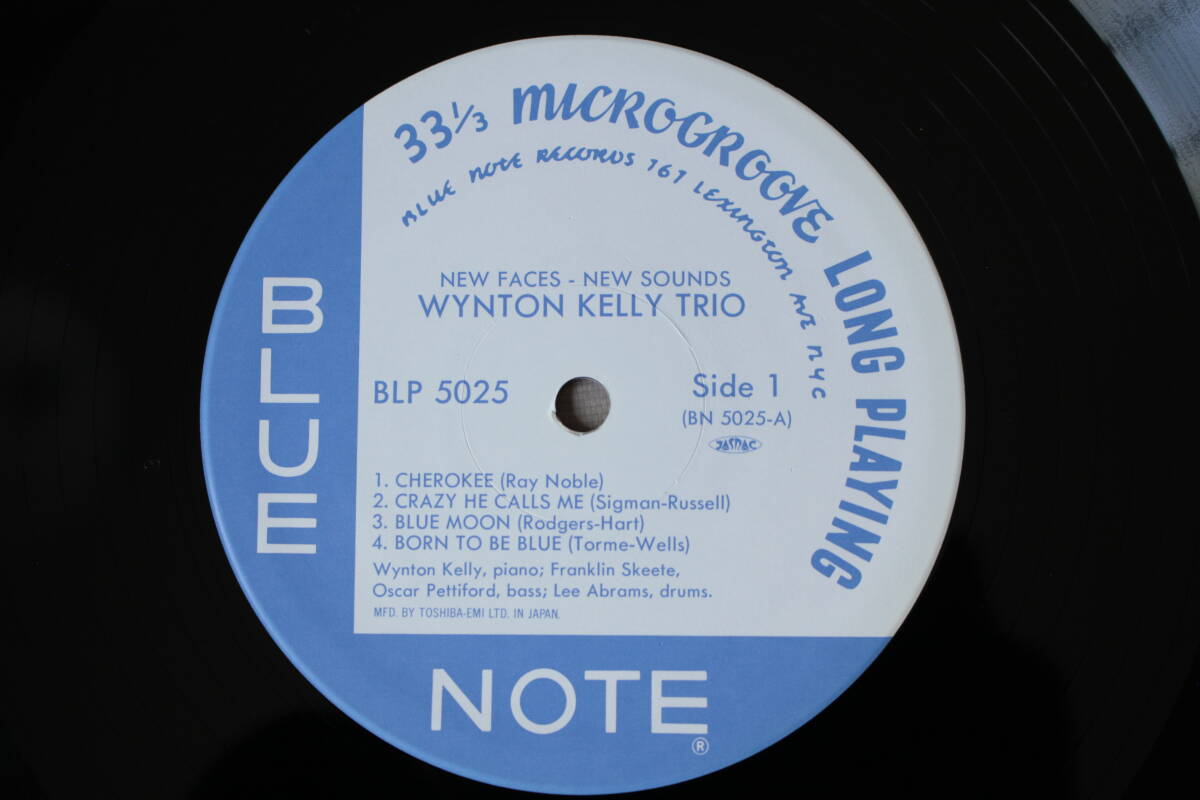 33 1/3 MICROGROOVE LONG PLAYING
BLUE NOTE RECORDS 767 LEXINGTON AVE NYC
NEW FACES - NEW SOUNDS
WYNTON KELLY TRIO
BLP 5025
Side 1
(BN 5025-A)
JASRAC
1. CHEROKEE (Ray Noble)
2. CRAZY HE CALLS ME (Sigman-Russell)
3. BLUE MOON (Rodgers-Hart)
4. BORN TO BE BLUE (Torme-Wells)
Wynton Kelly, piano; Franklin Skeete,
Oscar Pettiford, bass; Lee Abrams, drums.
MFD. BY TOSHIBA-EMI LTD. IN JAPAN.
BLUE
NOTE®